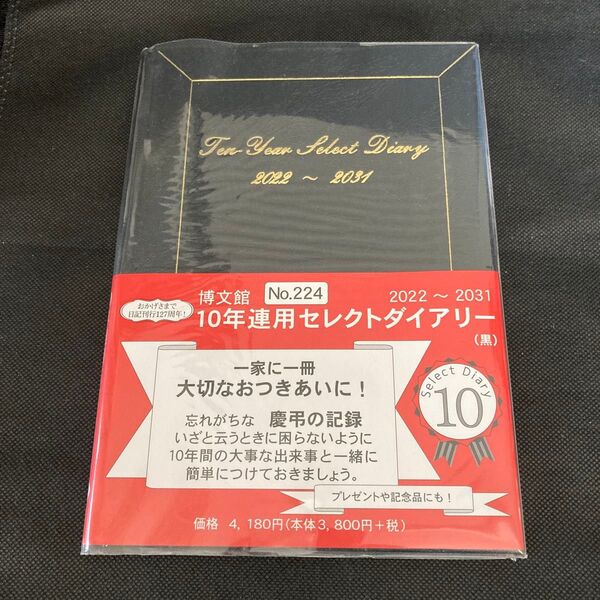 Ten-Year Select Diary
2022 ～ 2031
おかげさまで
日記刊行127周年!
博文館 No.224 2022 ～ 2031
10年連用セレクトダイアリー
(黒)
一家に一冊
大切なおつきあいに!
忘れがちな 慶弔の記録
いざと云うときに困らないように
10年間の大事な出来事と一緒に
簡単につけておきましょう。
Select Diary
10
プレゼントや記念品にも!
価格 4,180円(本体3,800円+税)